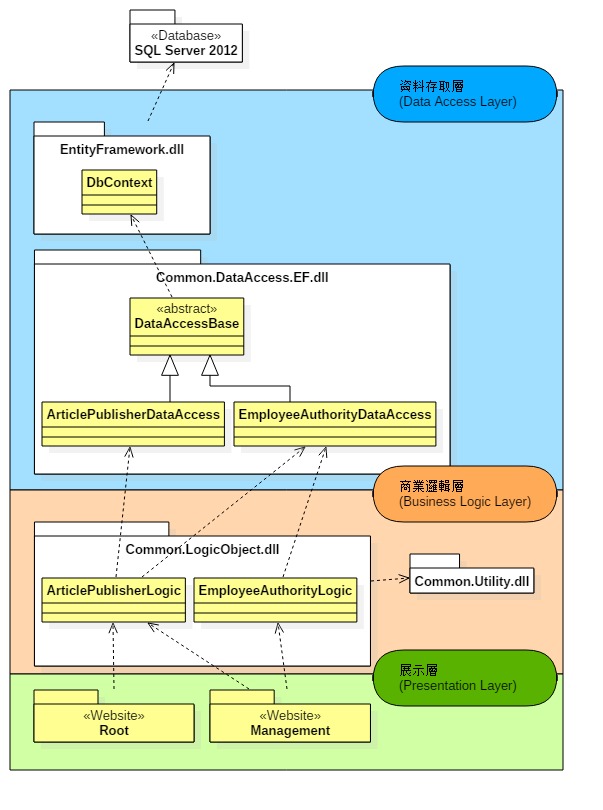 «Database»
SQL Server 2012
資料存取層
(Data Access Layer)
EntityFramework.dll
DbContext
Common.DataAccess.EF.dll
«abstract»
DataAccessBase
ArticlePublisherDataAccess
EmployeeAuthorityDataAccess
商業邏輯層
(Business Logic Layer)
Common.LogicObject.dll
ArticlePublisherLogic
EmployeeAuthorityLogic
Common.Utility.dll
展示層
(Presentation Layer)
«Website»
Root
«Website»
Management